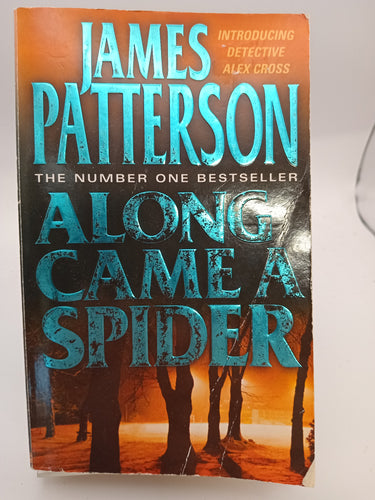 JAMES
PATTERSON
INTRODUCING
DETECTIVE
ALEX CROSS
THE NUMBER ONE BESTSELLER
ALONG
CAME A
SPIDER